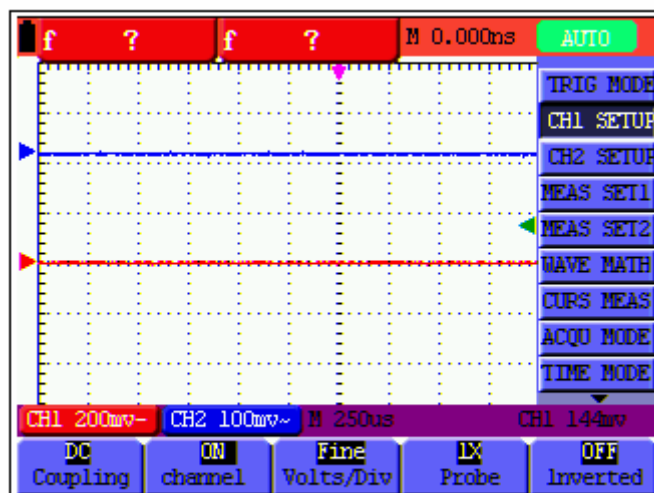 f ? f ? M 0.000ns AUTO
TRIG MODE
CH1 SETUP
CH2 SETUP
MEAS SET1
MEAS SET2
WAVE MATH
CURS MEAS
ACQU MODE
TIME MODE
CH1 200mv- CH2 100mv~ M 250us CH1 144mv
DC ON Fine 1X OFF
Coupling channel Volts/Div Probe lnverted